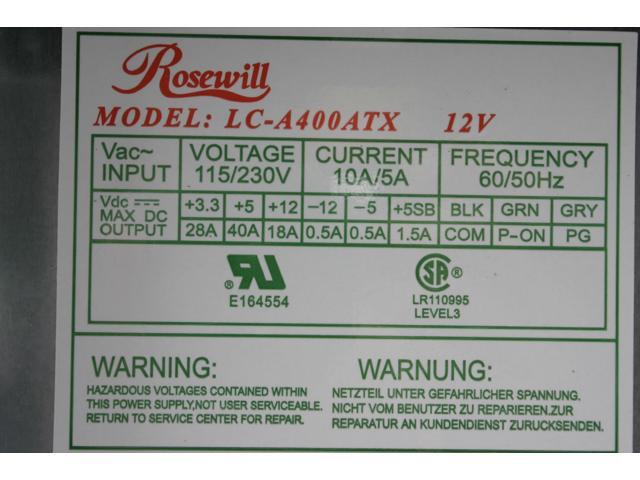 Rosewill
MODEL: LC-A400ATX 12V
Vac~ INPUT VOLTAGE 115/230V CURRENT 10A/5A FREQUENCY 60/50Hz
Vdc MAX DC OUTPUT +3.3 +5 +12 -12 -5 +5SB BLK GRN GRY
28A 40A 18A 0.5A 0.5A 1.5A COM P-ON PG
RU ® SA ®
E164554 LR110995
LEVEL3
WARNING:
HAZARDOUS VOLTAGES CONTAINED WITHIN
THIS POWER SUPPLY,NOT USER SERVICEABLE.
RETURN TO SERVICE CENTER FOR REPAIR.
WARNUNG:
NETZTEIL UNTER GEFAHRLICHER SPANNUNG.
NICHT VOM BENUTZER ZU REPARIEREN.ZUR
REPARATUR AN KUNDENDIENST ZURUCKSENDEN.